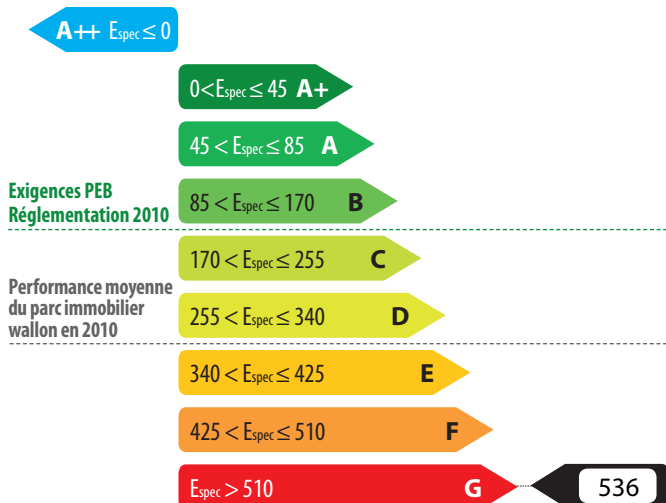 A++ Espec ≤ 0
0 < Espec ≤ 45 A+
45 < Espec ≤ 85 A
Exigences PEB
Réglementation 2010
85 < Espec ≤ 170 B
170 < Espec ≤ 255 C
Performance moyenne
du parc immobilier
wallon en 2010
255 < Espec ≤ 340 D
340 < Espec ≤ 425 E
425 < Espec ≤ 510 F
Espec > 510 G 536